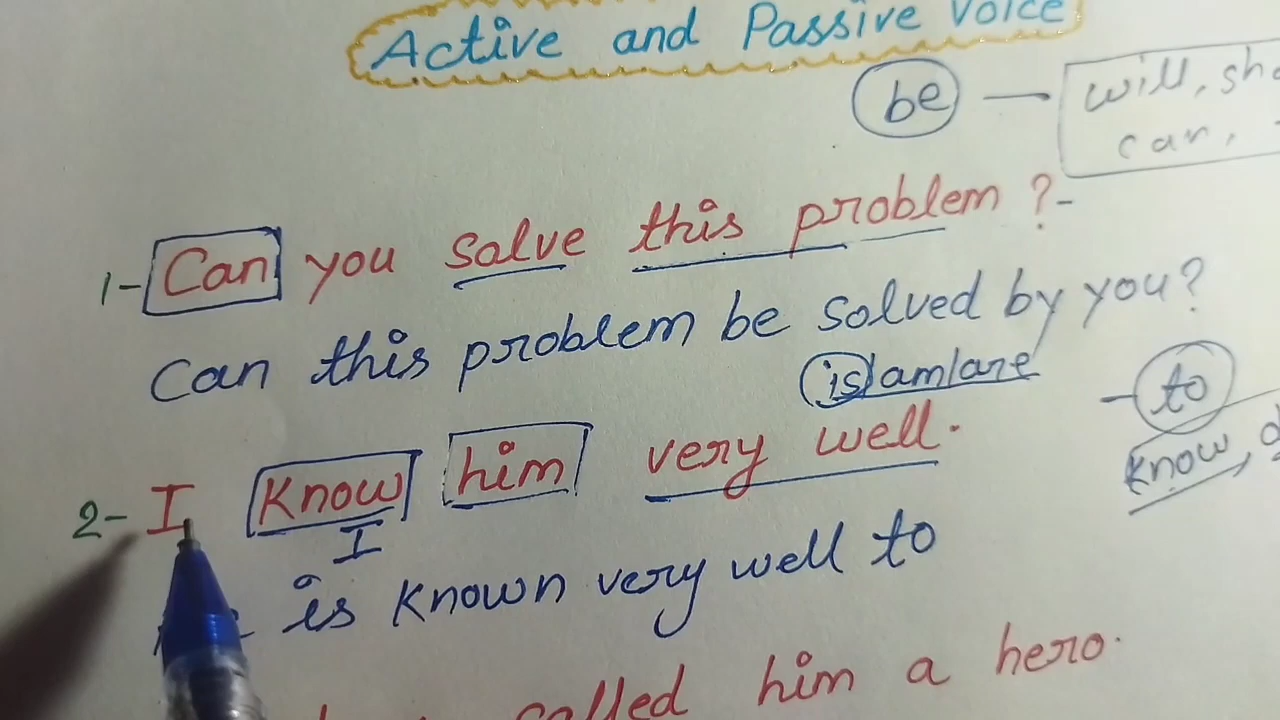 Active and Passive Voice
be — will,
can,
1- Can you solve this problem ?-
Can this problem be solved by you?
is/am/are
- to
know,
2- I know him very well.
I
is known very well to
called him a hero.